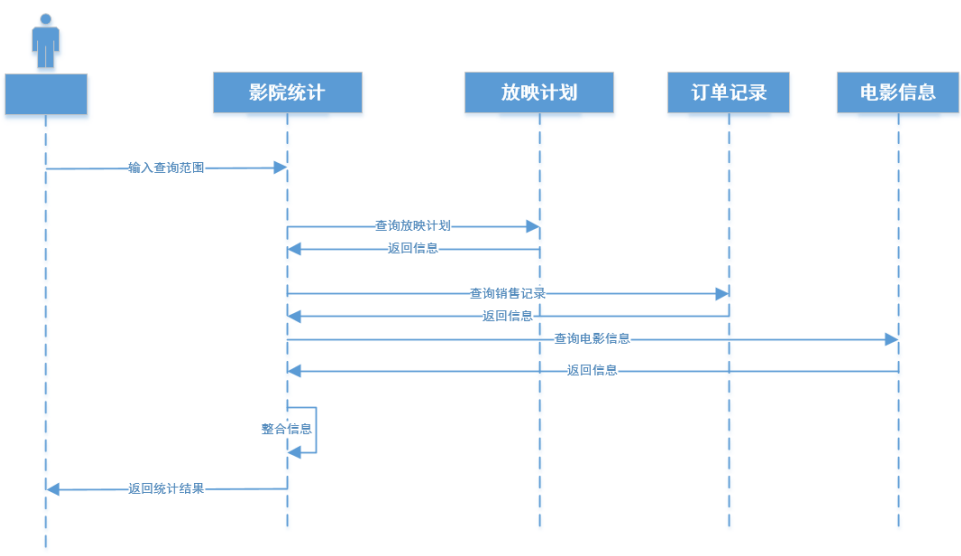 影院统计
放映计划
订单记录
电影信息
输入查询范围
查询放映计划
返回信息
查询销售记录
返回信息
查询电影信息
返回信息
整合信息
返回统计结果